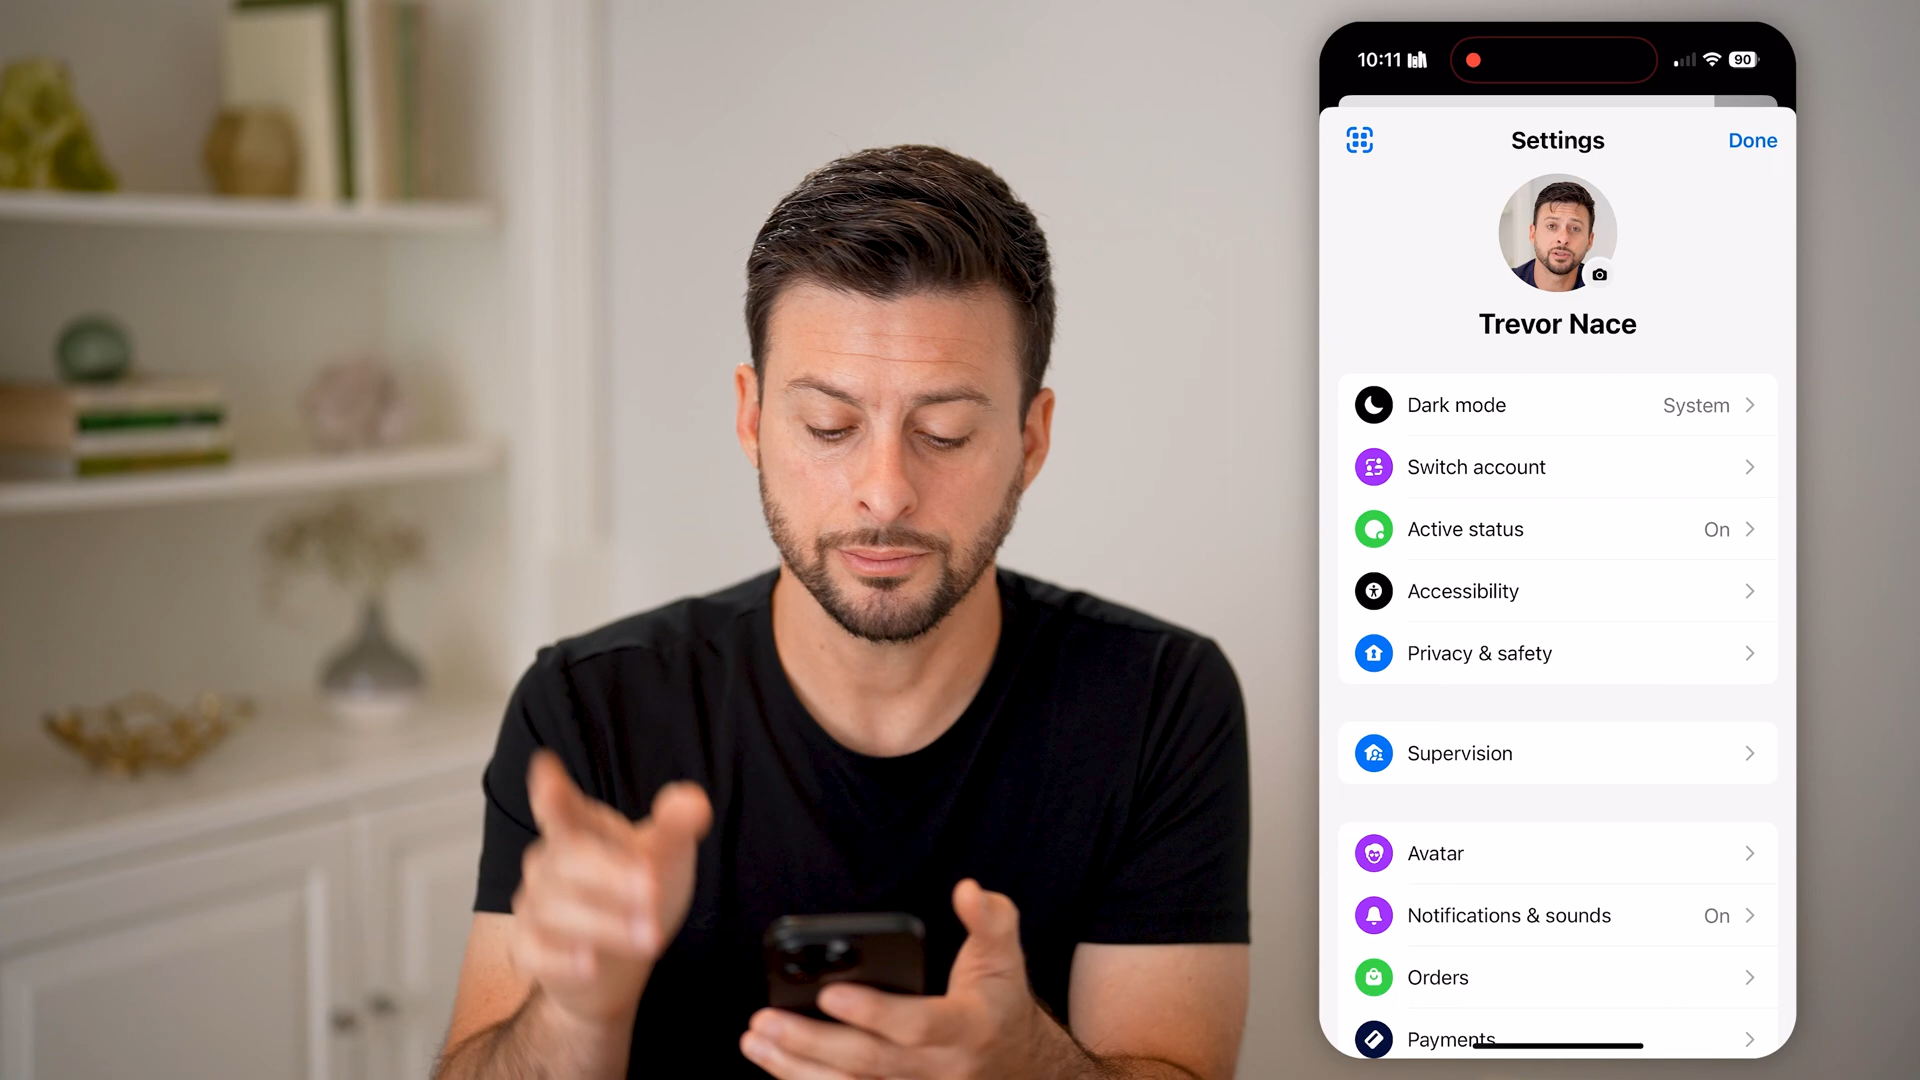 10:11
90
Settings
Done
Trevor Nace
Dark mode
System
Switch account
Active status
On
Accessibility
Privacy & safety
Supervision
Avatar
Notifications & sounds
On
Orders
Payments